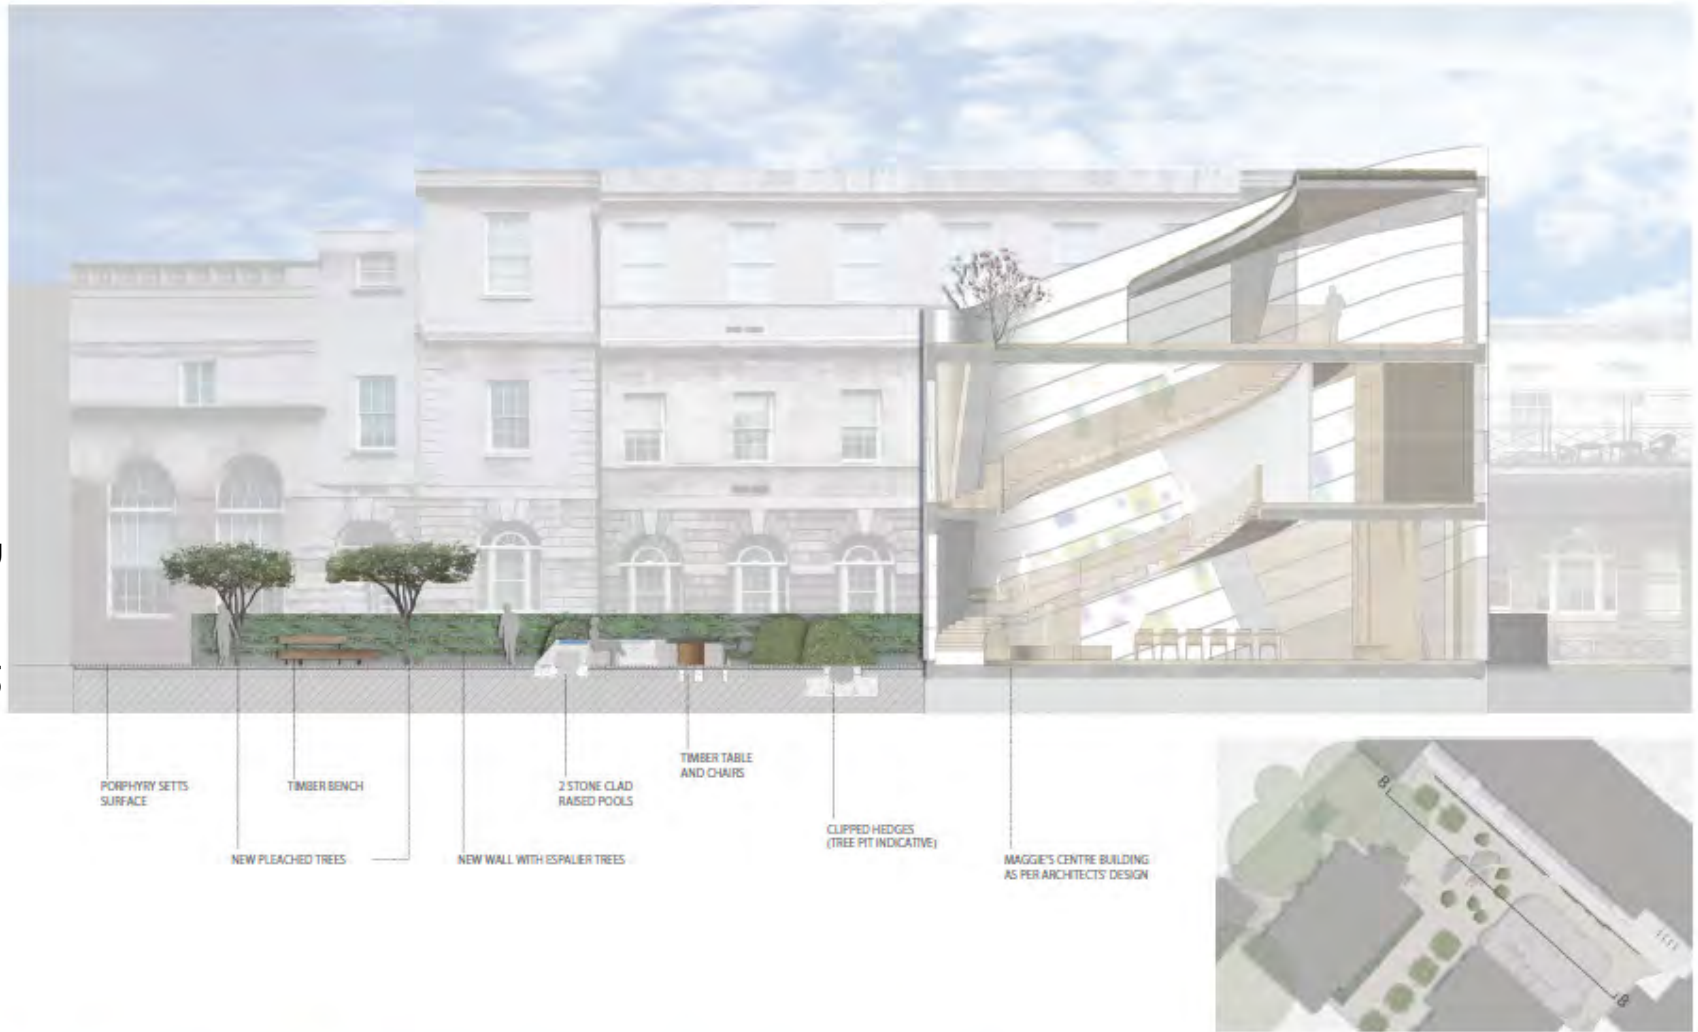 PORPHYRY SETTS
SURFACE
TIMBER BENCH
2 STONE CLAD
RAISED POOLS
TIMBER TABLE
AND CHAIRS
NEW PLEACHED TREES
NEW WALL WITH ESPALIER TREES
CLIPPED HEDGES
(TREE PIT INDICATIVE)
MAGGIE'S CENTRE BUILDING
AS PER ARCHITECTS' DESIGN
B
B